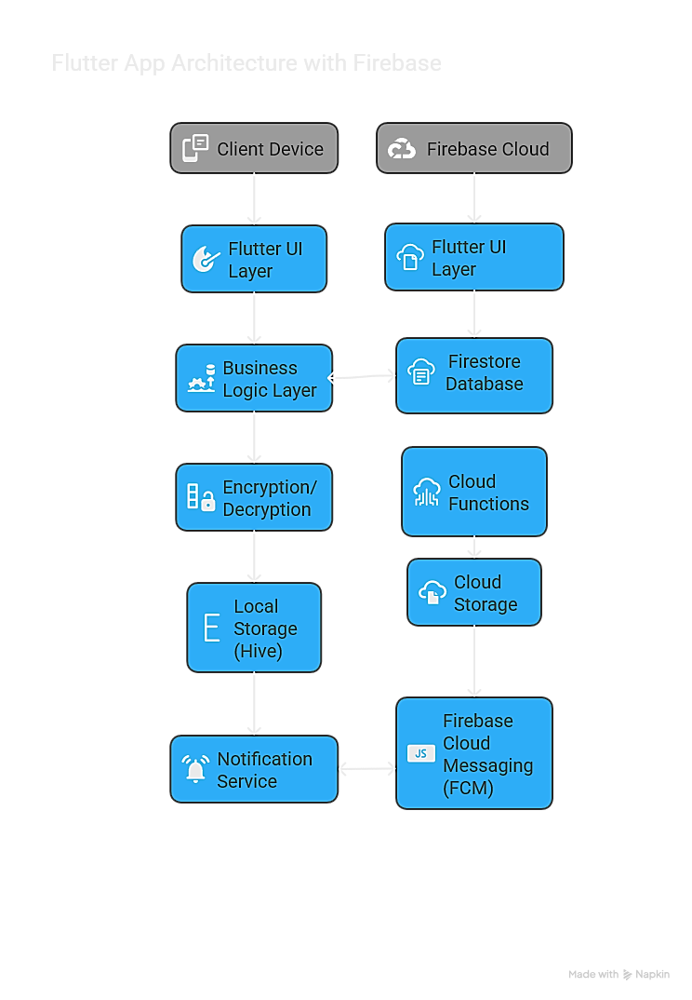 Flutter App Architecture with Firebase
Client Device
Firebase Cloud
Flutter UI
Layer
Flutter UI
Layer
Business
Logic Layer
Firestore
Database
Encryption/
Decryption
Cloud
Functions
Local
Storage
(Hive)
Cloud
Storage
Notification
Service
Firebase
Cloud
Messaging
(FCM)
JS
Made with Napkin